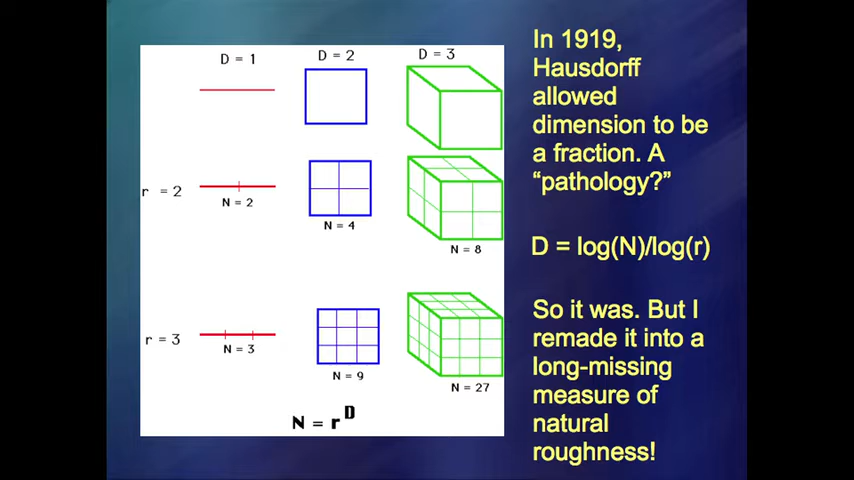 D = 1
D = 2
D = 3
r = 2
N = 2
N = 4
N = 8
r = 3
N = 3
N = 9
N = 27
N = r^D
In 1919,
Hausdorff
allowed
dimension to be
a fraction. A
“pathology?”
D = log(N)/log(r)
So it was. But I
remade it into a
long-missing
measure of
natural
roughness!